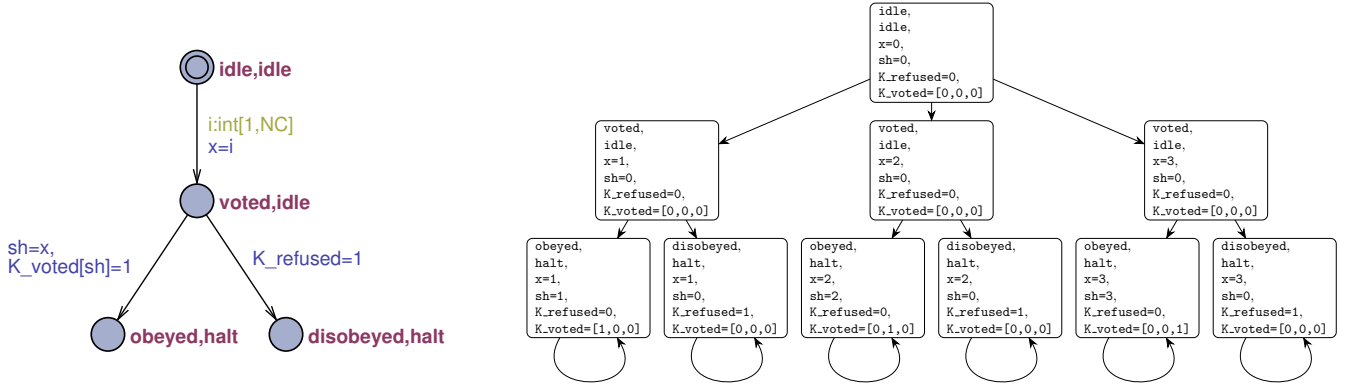 idle,idle
i:int[1,NC]
x=i
voted,idle
sh=x,
K_voted[sh]=1
K_refused=1
obeyed,halt
disobeyed,halt
idle,
idle,
x=0,
sh=0,
K_refused=0,
K_voted=[0,0,0]
voted,
idle,
x=1,
sh=0,
K_refused=0,
K_voted=[0,0,0]
voted,
idle,
x=2,
sh=0,
K_refused=0,
K_voted=[0,0,0]
voted,
idle,
x=3,
sh=0,
K_refused=0,
K_voted=[0,0,0]
obeyed,
halt,
x=1,
sh=1,
K_refused=0,
K_voted=[1,0,0]
disobeyed,
halt,
x=1,
sh=0,
K_refused=1,
K_voted=[0,0,0]
obeyed,
halt,
x=2,
sh=2,
K_refused=0,
K_voted=[0,1,0]
disobeyed,
halt,
x=2,
sh=0,
K_refused=1,
K_voted=[0,0,0]
obeyed,
halt,
x=3,
sh=3,
K_refused=0,
K_voted=[0,0,1]
disobeyed,
halt,
x=3,
sh=0,
K_refused=1,
K_voted=[0,0,0]